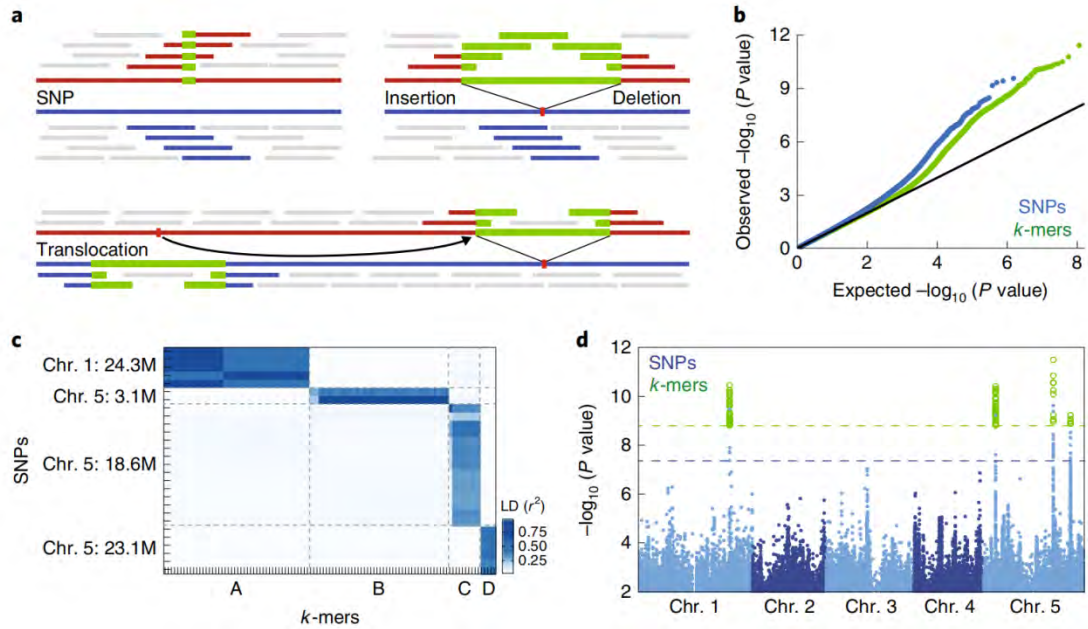 a
SNP
Insertion
Deletion
Translocation
b
Observed –log10 (P value)
12
9
6
3
0
SNPs
k-mers
0 2 4 6 8
Expected –log10 (P value)
c
SNPs
Chr. 1: 24.3M
Chr. 5: 3.1M
Chr. 5: 18.6M
Chr. 5: 23.1M
LD (r²)
0.75
0.50
0.25
A B C D
k-mers
d
–log10 (P value)
12
10
8
6
4
2
SNPs
k-mers
Chr. 1 Chr. 2 Chr. 3 Chr. 4 Chr. 5